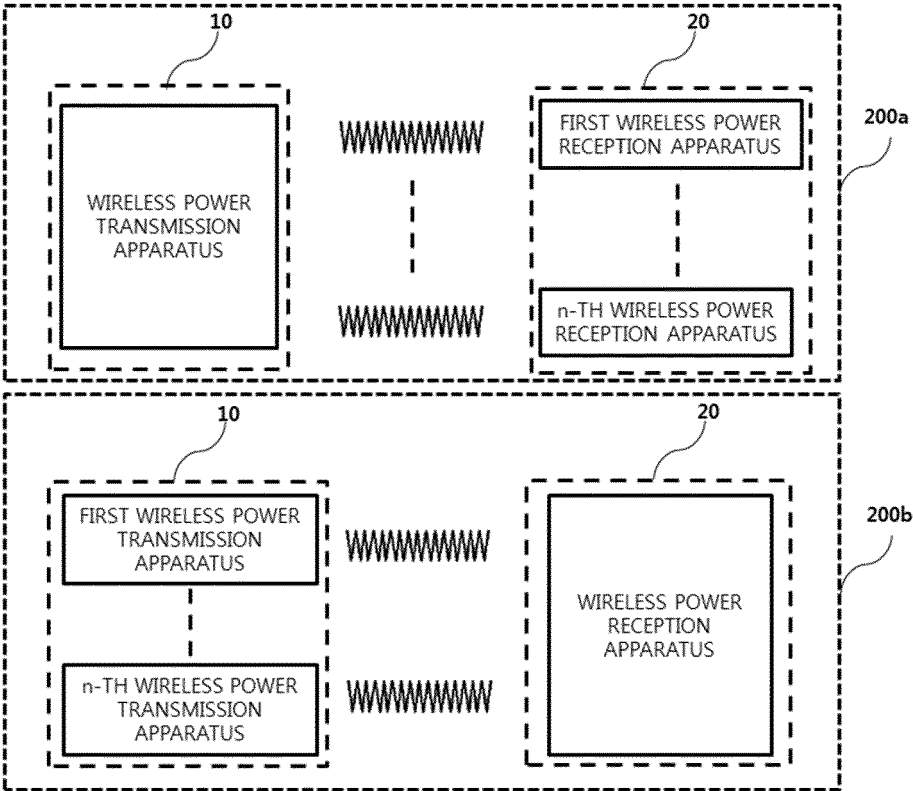 10
20
WIRELESS POWER
TRANSMISSION
APPARATUS
FIRST WIRELESS POWER
RECEPTION APPARATUS
n-TH WIRELESS POWER
RECEPTION APPARATUS
200a
10
20
FIRST WIRELESS POWER
TRANSMISSION
APPARATUS
n-TH WIRELESS POWER
TRANSMISSION
APPARATUS
WIRELESS POWER
RECEPTION
APPARATUS
200b